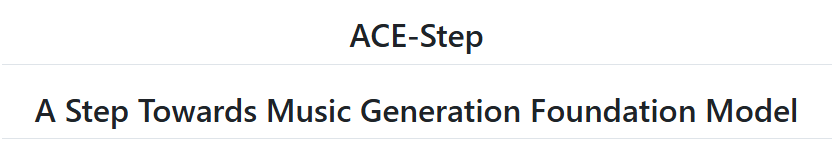 ACE-Step
A Step Towards Music Generation Foundation Model